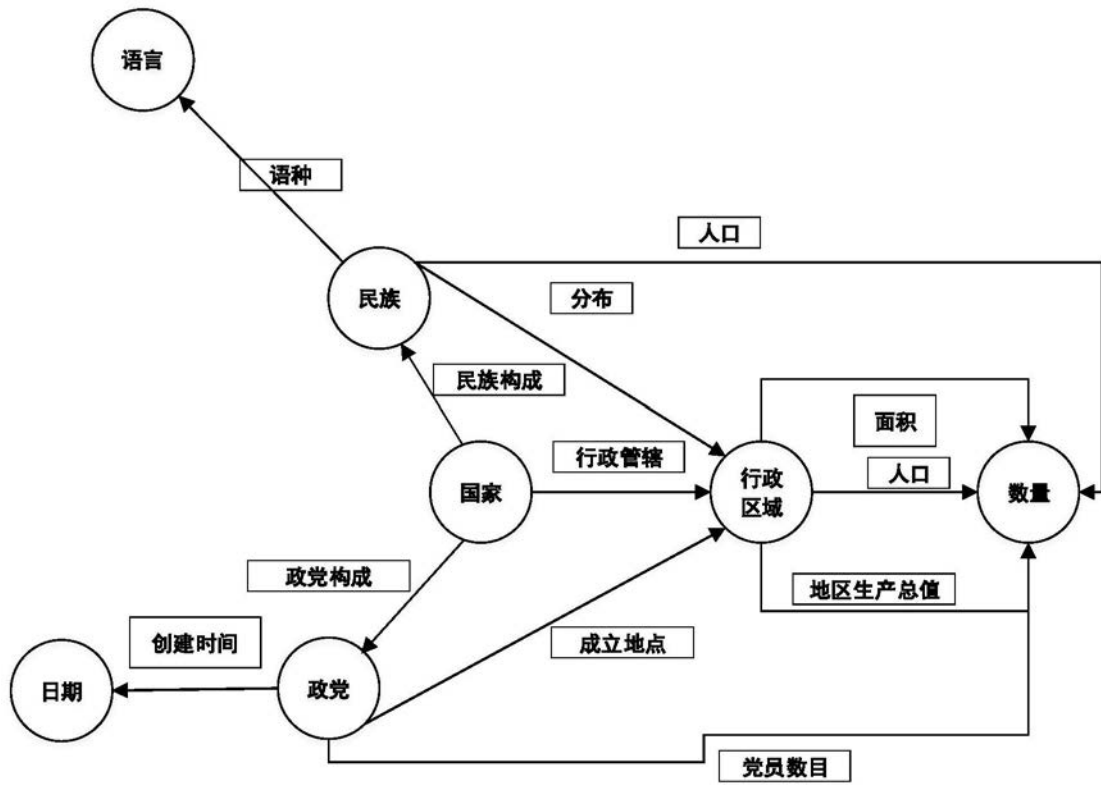 语言
语种
人口
民族
分布
民族构成
面积
行政管辖
人口
国家
行政
区域
数量
政党构成
地区生产总值
创建时间
成立地点
日期
政党
党员数目